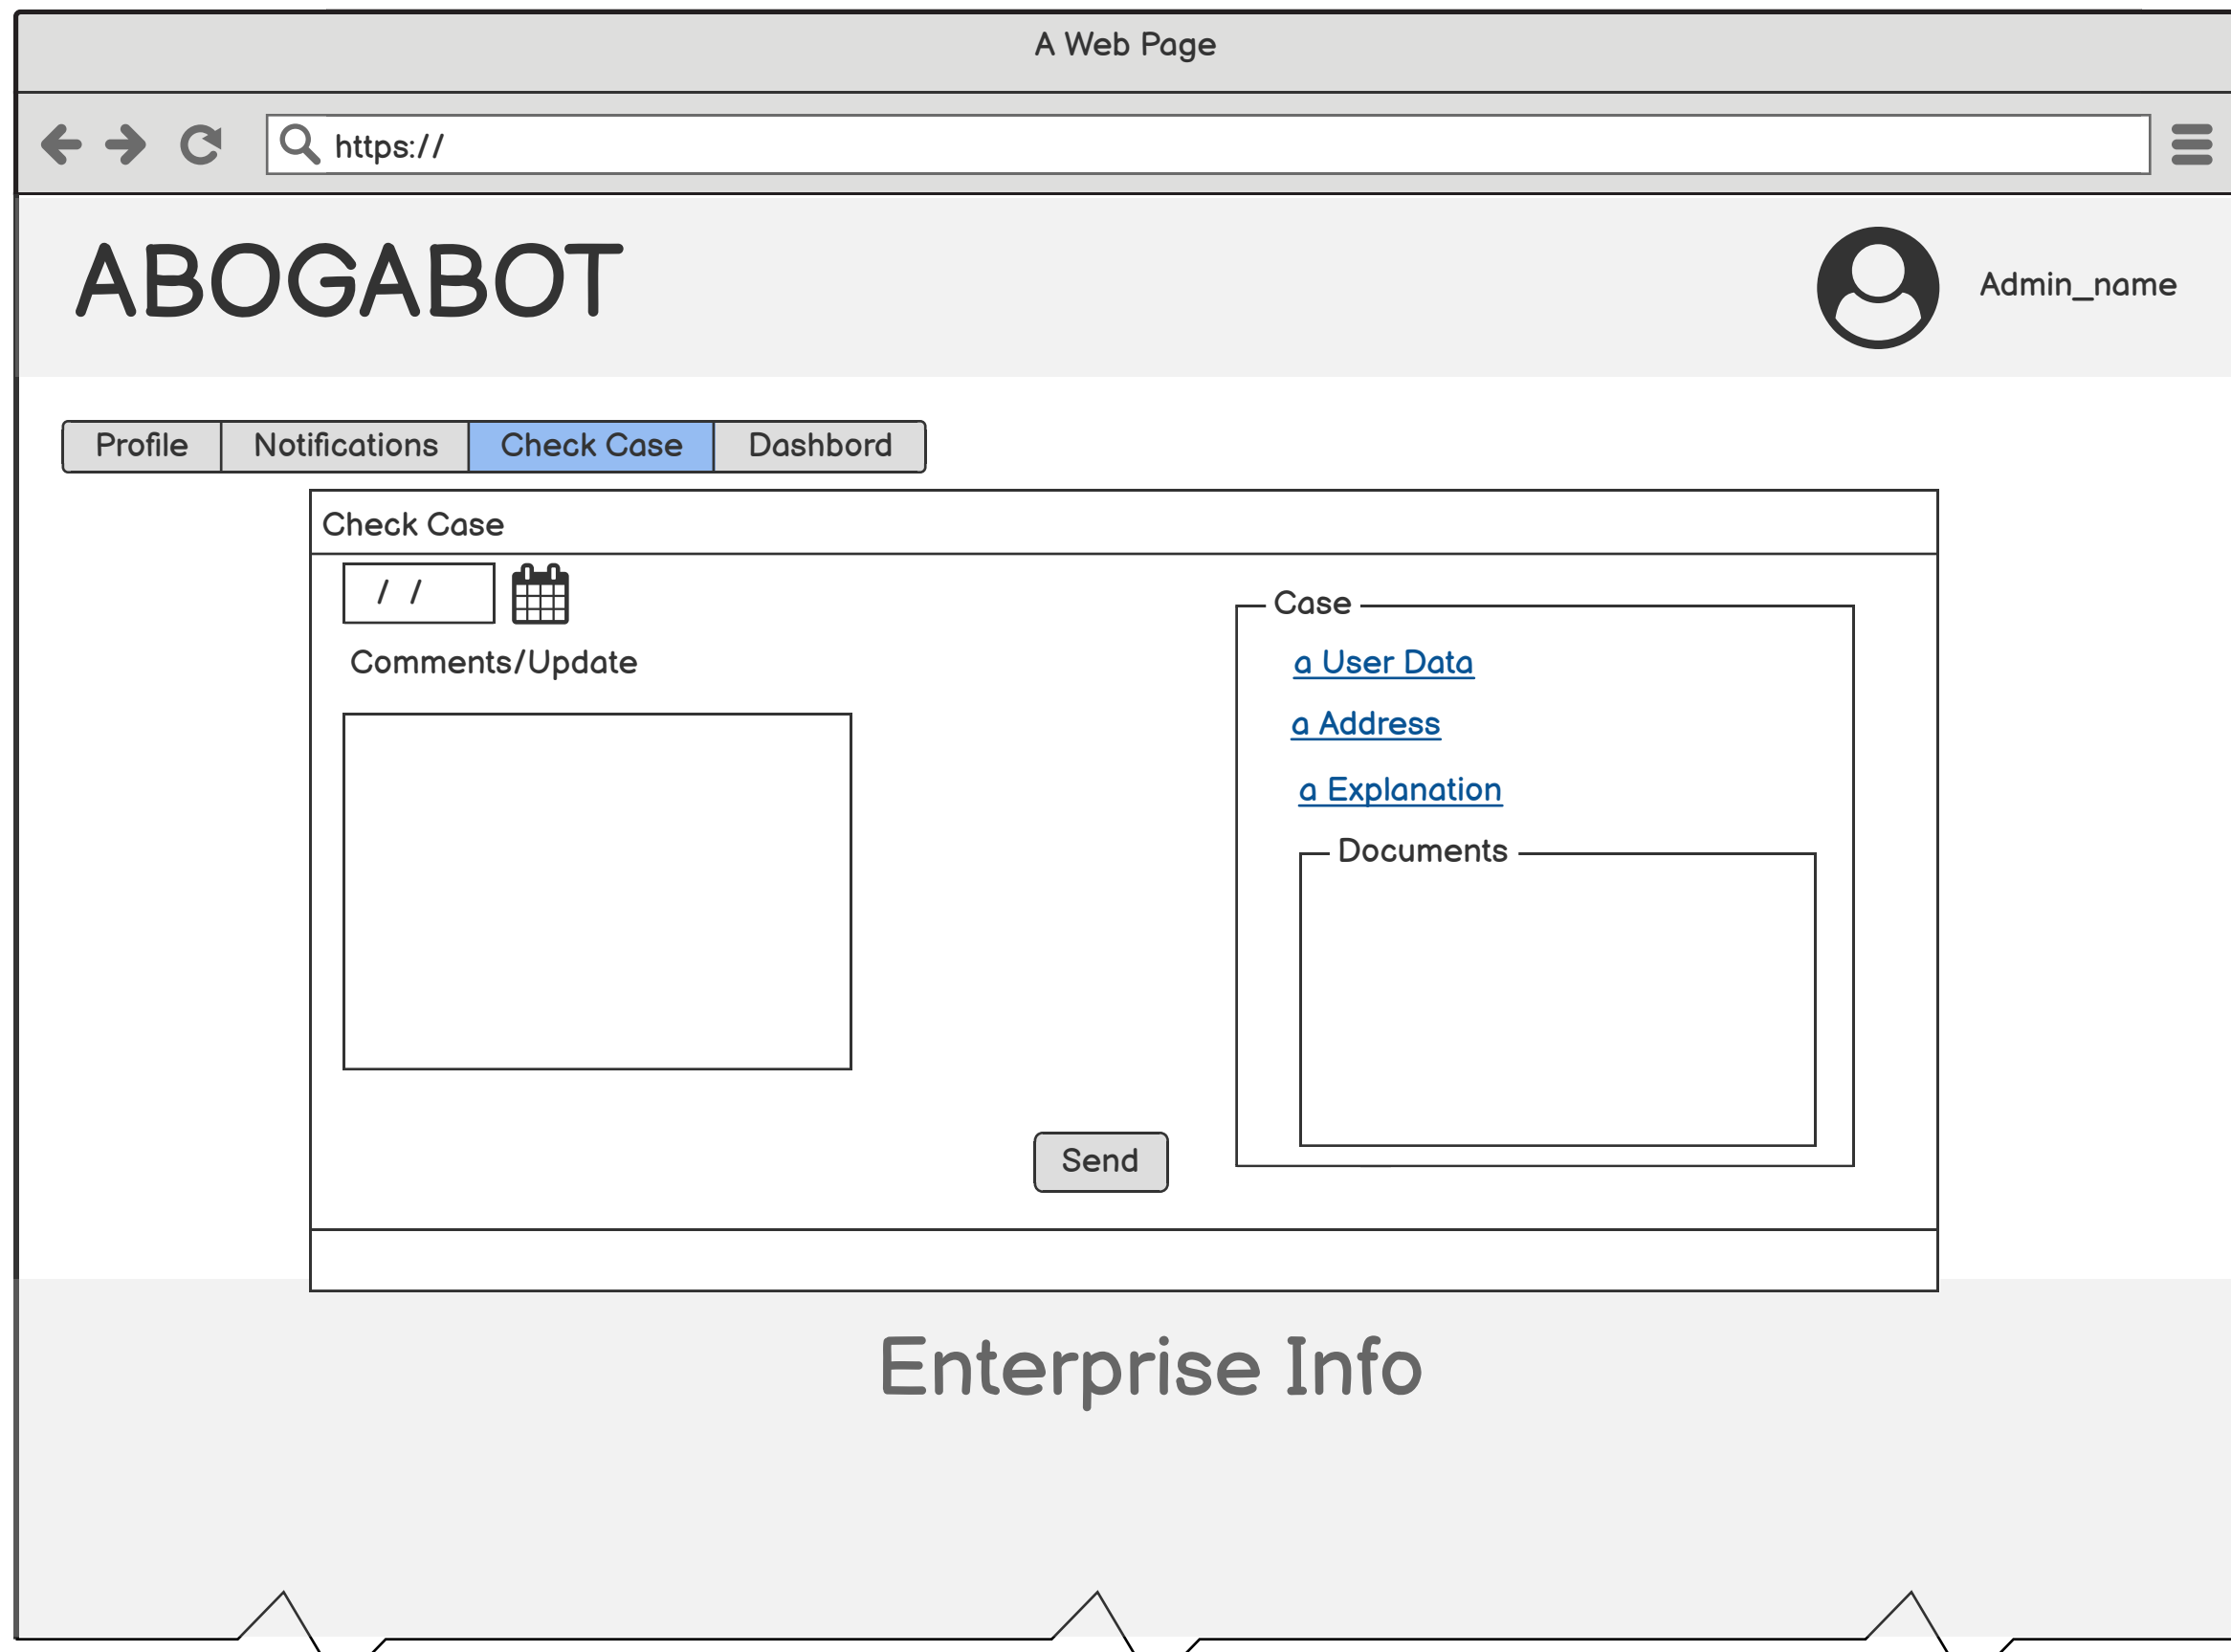 A Web Page
https://
ABOGABOT
Admin_name
Profile Notifications Check Case Dashbord
Check Case
/ /
Comments/Update
Case
a User Data
a Address
a Explanation
Documents
Send
Enterprise Info